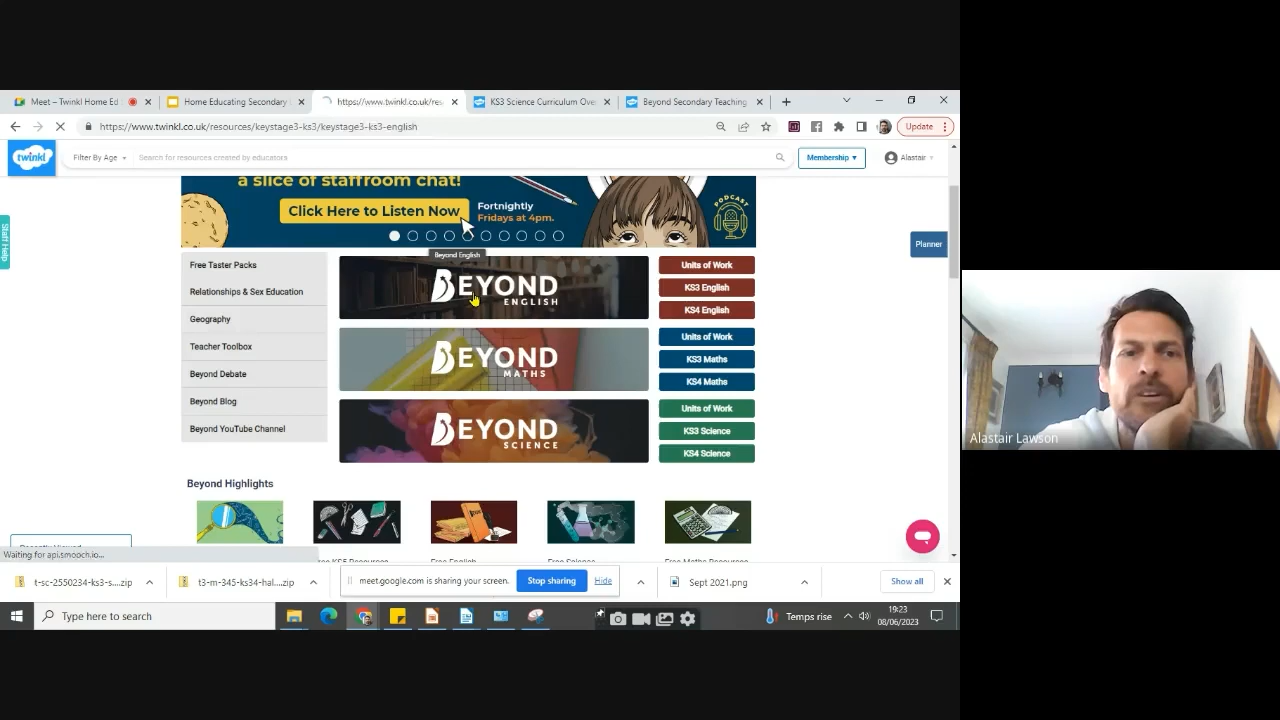 Meet – Twinkl Home Ed
Home Educating Secondary
https://www.twinkl.co.uk/res
KS3 Science Curriculum Ove
Beyond Secondary Teaching
https://www.twinkl.co.uk/resources/keystage3-ks3/keystage3-ks3-english
Update
twinkl
Filter By Age
Search for resources created by educators
Membership
Alastair
a slice of staffroom chat!
Click Here to Listen Now
Fortnightly
Fridays at 4pm.
PODCAST
Staff Help
Planner
Beyond English
Free Taster Packs
Relationships & Sex Education
Geography
Teacher Toolbox
Beyond Debate
Beyond Blog
Beyond YouTube Channel
BEYOND
ENGLISH
BEYOND
MATHS
BEYOND
SCIENCE
Units of Work
KS3 English
KS4 English
Units of Work
KS3 Maths
KS4 Maths
Units of Work
KS3 Science
KS4 Science
Alastair Lawson
Beyond Highlights
Waiting for api.smooch.io...
t-sc-2550234-ks3-s....zip
t3-m-345-ks34-hal....zip
meet.google.com is sharing your screen.
Stop sharing
Hide
Sept 2021.png
Show all
Type here to search
Temps rise
19:23
08/06/2023